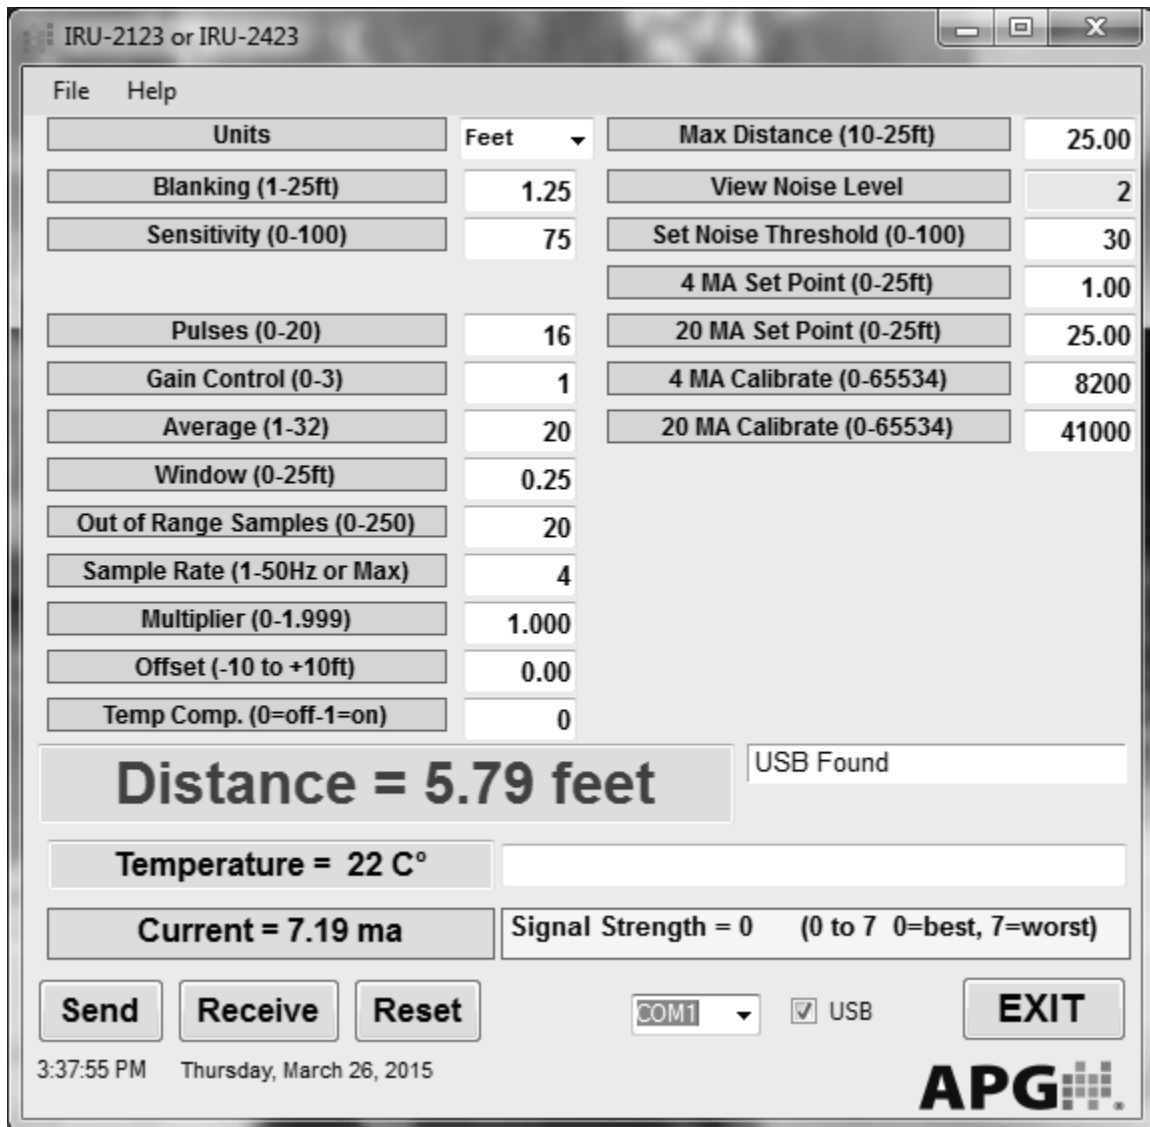 IRU-2123 or IRU-2423
File Help
Units Feet Max Distance (10-25ft) 25.00
Blanking (1-25ft) 1.25 View Noise Level 2
Sensitivity (0-100) 75 Set Noise Threshold (0-100) 30
4 MA Set Point (0-25ft) 1.00
Pulses (0-20) 16 20 MA Set Point (0-25ft) 25.00
Gain Control (0-3) 1 4 MA Calibrate (0-65534) 8200
Average (1-32) 20 20 MA Calibrate (0-65534) 41000
Window (0-25ft) 0.25
Out of Range Samples (0-250) 20
Sample Rate (1-50Hz or Max) 4
Multiplier (0-1.999) 1.000
Offset (-10 to +10ft) 0.00
Temp Comp. (0=off-1=on) 0
Distance = 5.79 feet USB Found
Temperature = 22 C°
Current = 7.19 ma Signal Strength = 0 (0 to 7 0=best, 7=worst)
Send Receive Reset COM1 USB EXIT
3:37:55 PM Thursday, March 26, 2015 APG